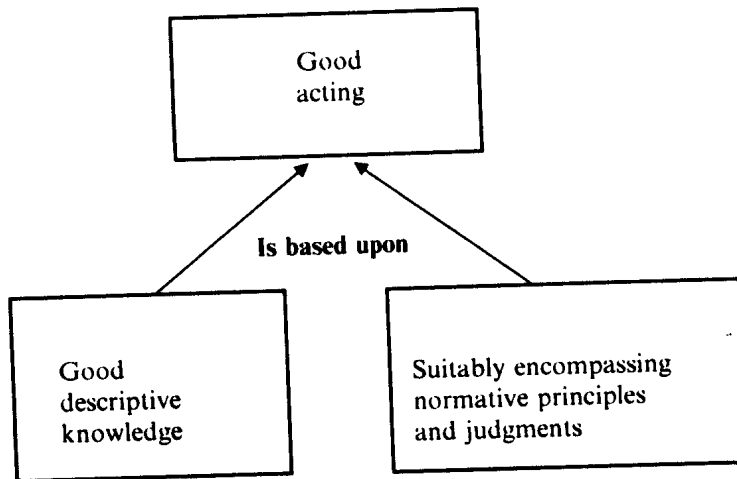 Good
acting
Is based upon
Good
descriptive
knowledge
Suitably encompassing
normative principles
and judgments